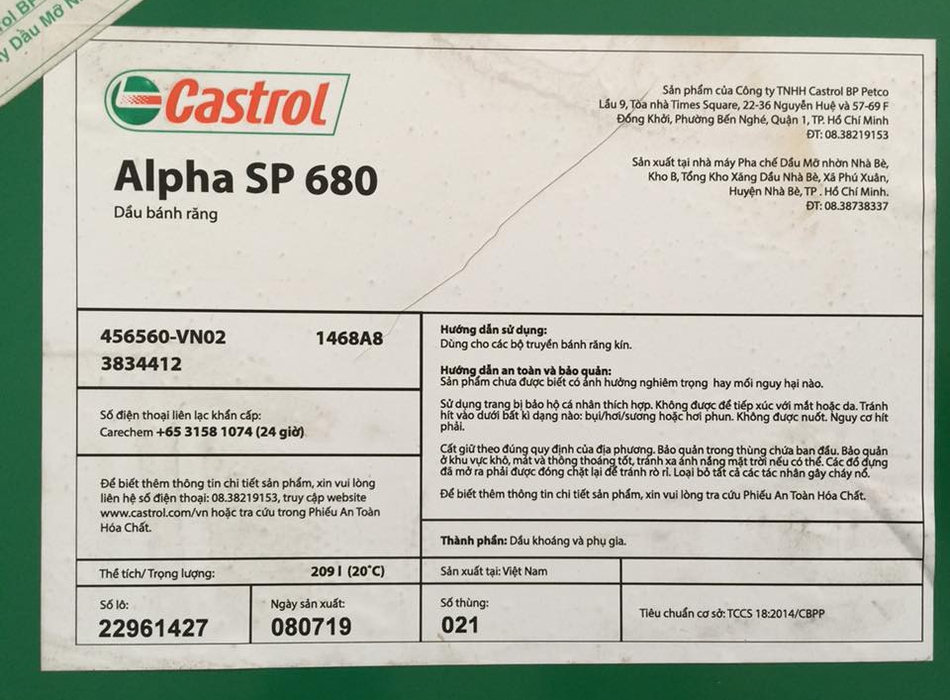 Castrol
Alpha SP 680
Dầu bánh răng
Sản phẩm của Công ty TNHH Castrol BP Petco
Lầu 9, Tòa nhà Times Square, 22-36 Nguyễn Huệ và 57-69 F
Đồng Khởi, Phường Bến Nghé, Quận 1, TP. Hồ Chí Minh
ĐT: 08.38219153
Sản xuất tại nhà máy Pha chế Dầu Mỡ nhờn Nhà Bè,
Kho B, Tổng Kho Xăng Dầu Nhà Bè, Xã Phú Xuân,
Huyện Nhà Bè, TP . Hồ Chí Minh.
ĐT: 08.38738337
456560-VN02 1468A8
3834412
Số điện thoại liên lạc khẩn cấp:
Carechem +65 3158 1074 (24 giờ)
Để biết thêm thông tin chi tiết sản phẩm, xin vui lòng
liên hệ số điện thoại: 08.38219153, truy cập website
www.castrol.com/vn hoặc tra cứu trong Phiếu An Toàn
Hóa Chất.
Thể tích/ Trọng lượng: 209 l (20°C)
Số lô:
22961427
Ngày sản xuất:
080719
Hướng dẫn sử dụng:
Dùng cho các bộ truyền bánh răng kín.
Hướng dẫn an toàn và bảo quản:
Sản phẩm chưa được biết có ảnh hưởng nghiêm trọng hay mối nguy hại nào.
Sử dụng trang bị bảo hộ cá nhân thích hợp. Không được để tiếp xúc với mắt hoặc da. Tránh
hít vào dưới bất kì dạng nào: bụi/hơi/sương hoặc hơi phun. Không được nuốt. Nguy cơ hít
phải.
Cất giữ theo đúng quy định của địa phương. Bảo quản trong thùng chứa ban đầu. Bảo quản
ở khu vực khô, mát và thông thoáng tốt, tránh xa ánh nắng mặt trời nếu có thể. Các đồ đựng
đã mở ra phải được đóng chặt lại để tránh rò rỉ. Loại bỏ tất cả các tác nhân gây cháy nổ.
Để biết thêm thông tin chi tiết sản phẩm, xin vui lòng tra cứu Phiếu An Toàn Hóa Chất.
Thành phần: Dầu khoáng và phụ gia.
Sản xuất tại: Việt Nam
Số thùng:
021
Tiêu chuẩn cơ sở: TCCS 18:2014/CBPP